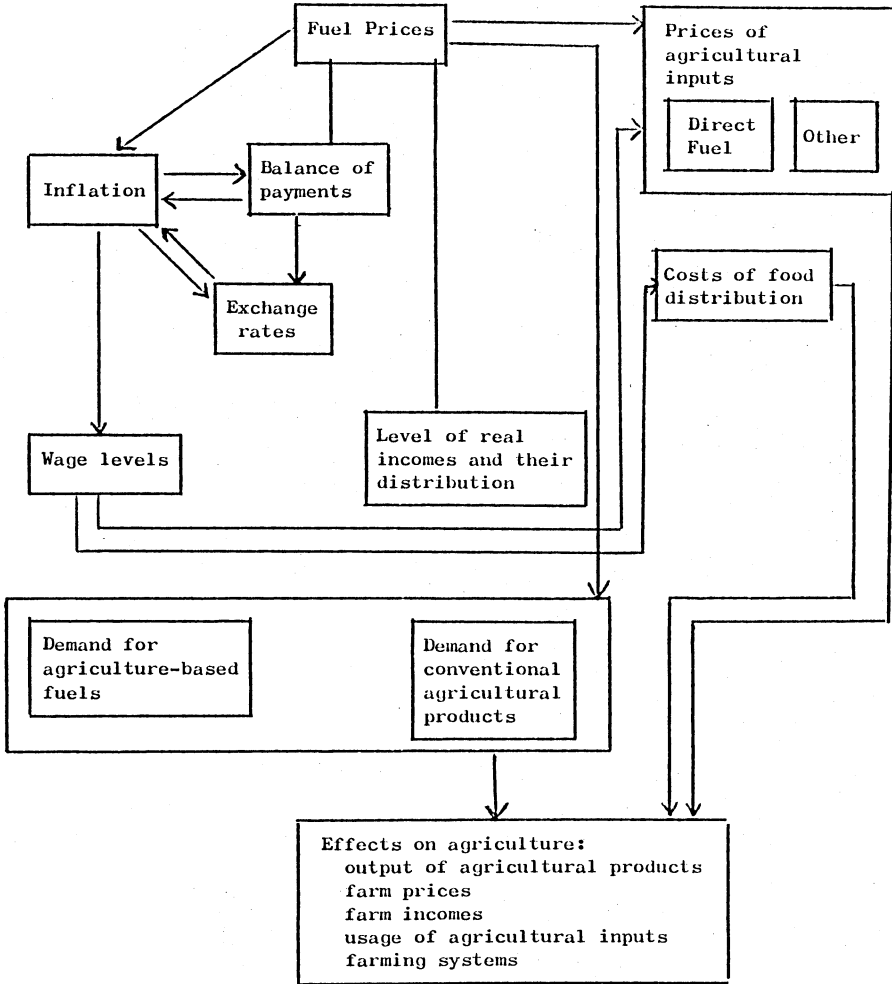 Fuel Prices
Prices of
agricultural
inputs
Direct
Fuel
Other
Inflation
Balance of
payments
Exchange
rates
Costs of food
distribution
Wage levels
Level of real
incomes and their
distribution
Demand for
agriculture-based
fuels
Demand for
conventional
agricultural
products
Effects on agriculture:
output of agricultural products
farm prices
farm incomes
usage of agricultural inputs
farming systems